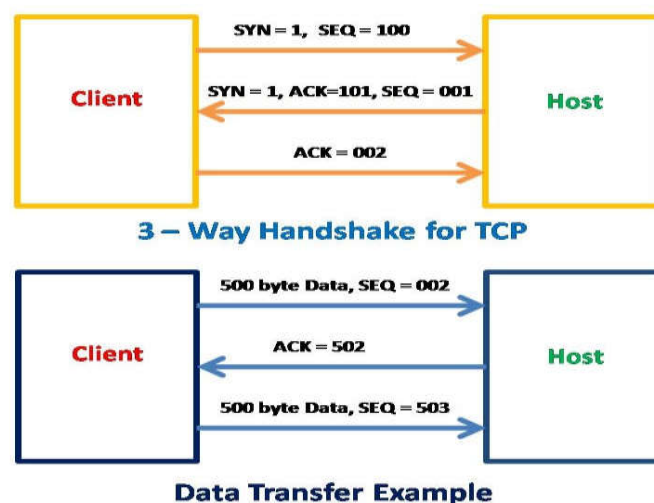 SYN = 1, SEQ = 100
SYN = 1, ACK=101, SEQ = 001
Client
Host
ACK = 002
3 – Way Handshake for TCP
500 byte Data, SEQ = 002
Client
ACK = 502
Host
500 byte Data, SEQ = 503
Data Transfer Example